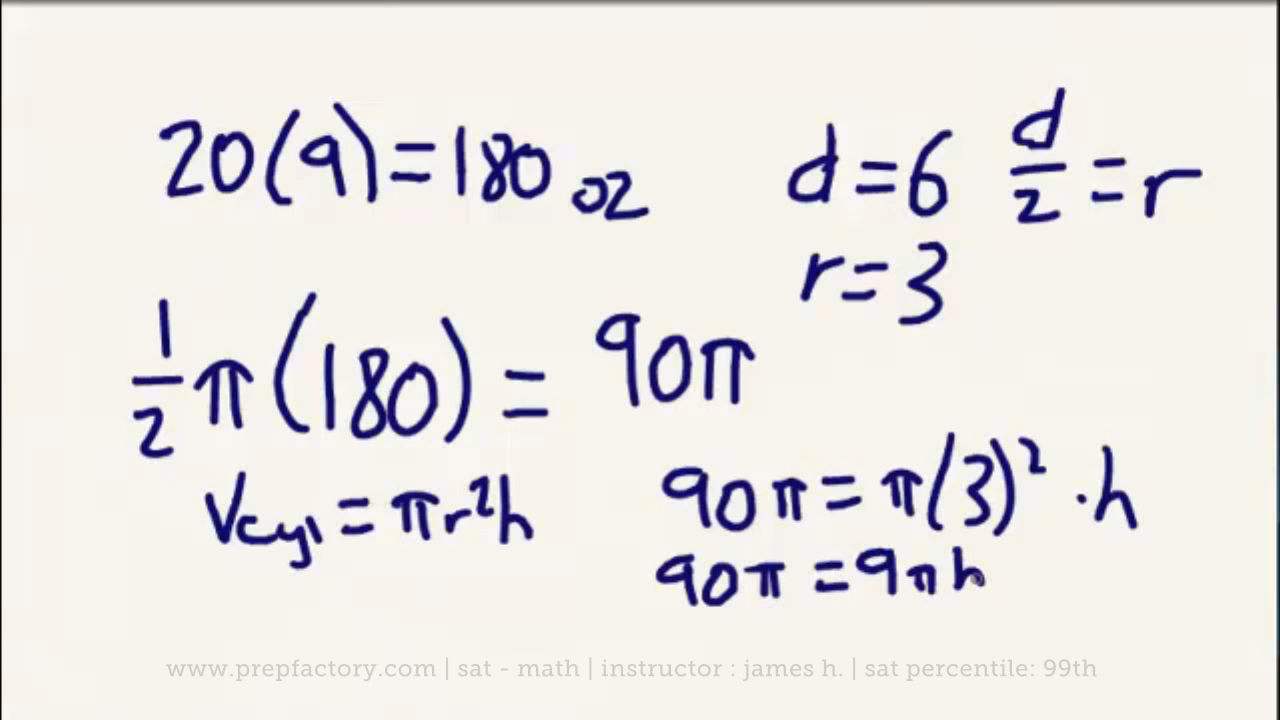 20(9)=180 oz
d=6 d/2=r
r=3
1/2 π(180)=90π
Vcyl=πr²h
90π=π(3)²·h
90π=9πh
www.prepfactory.com | sat - math | instructor : james h. | sat percentile: 99th